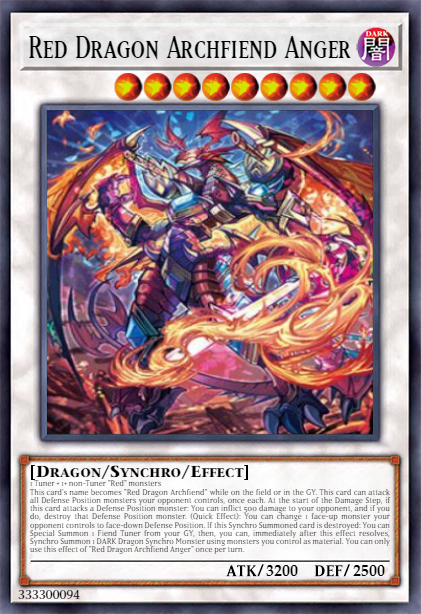 Red Dragon Archfiend Anger
DARK
闇
[Dragon/Synchro/Effect]
1 Tuner + 1+ non-Tuner "Red" monsters
This card's name becomes "Red Dragon Archfiend" while on the field or in the GY. This card can attack
all Defense Position monsters your opponent controls, once each. At the start of the Damage Step, if
this card attacks a Defense Position monster: You can inflict 500 damage to your opponent, and if you
do, destroy that Defense Position monster. (Quick Effect): You can change 1 face-up monster your
opponent controls to face-down Defense Position. If this Synchro Summoned card is destroyed: You can
Special Summon 1 Fiend Tuner from your GY, then, you can, immediately after this effect resolves,
Synchro Summon 1 DARK Dragon Synchro Monster using monsters you control as material. You can only
use this effect of "Red Dragon Archfiend Anger" once per turn.
ATK/3200 DEF/2500
333300094